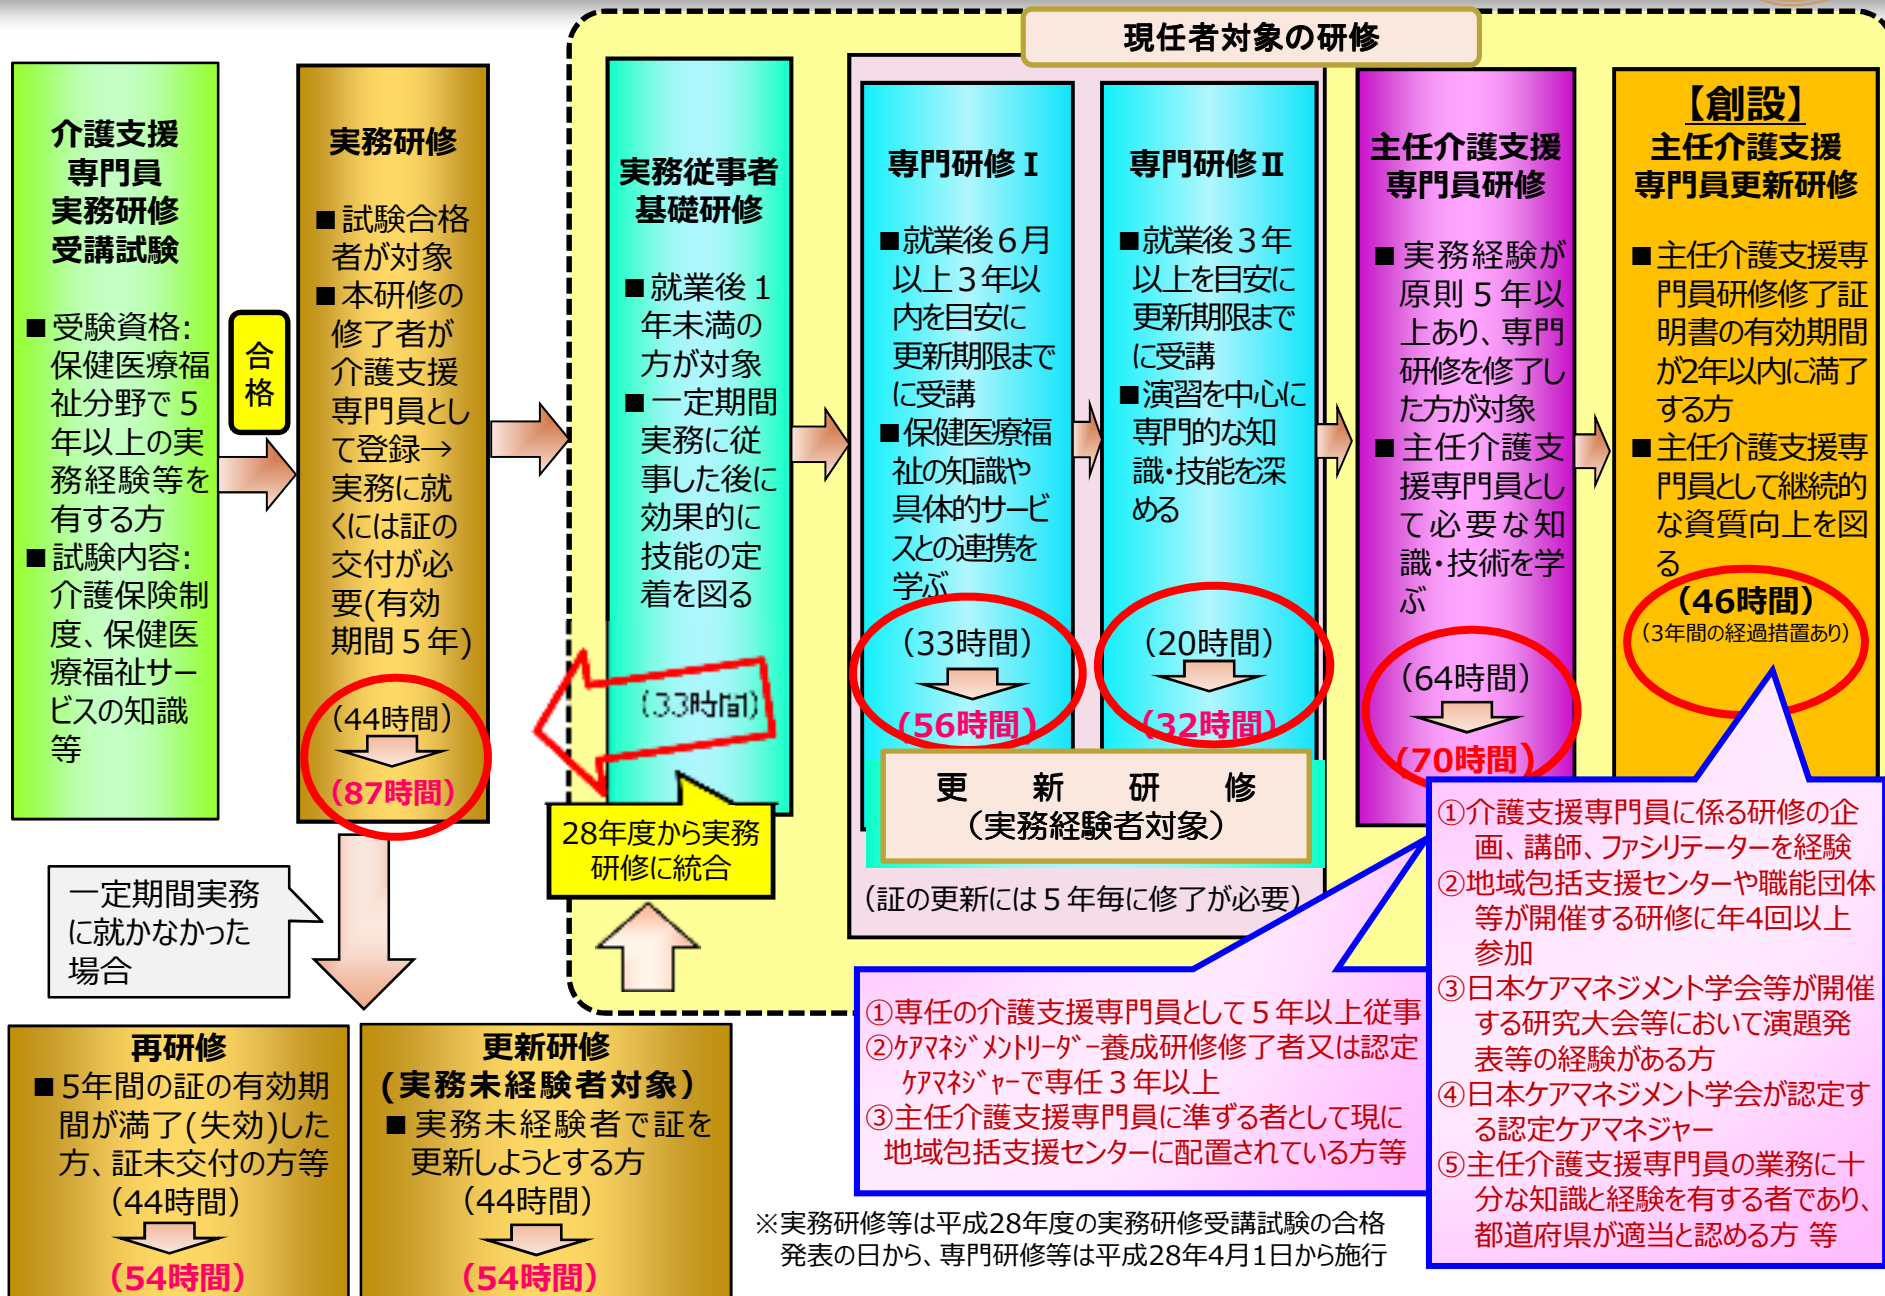 現任者対象の研修
介護支援
専門員
実務研修
受講試験
■受験資格:
保健医療福
祉分野で５
年以上の実
務経験等を
有する方
■試験内容:
介護保険制
度、保健医
療福祉サー
ビスの知識
等
合
格
実務研修
■試験合格
者が対象
■本研修の
修了者が
介護支援
専門員とし
て登録→
実務に就
くには証の
交付が必
要(有効
期間５年)
(44時間)
(87時間)
実務従事者
基礎研修
■就業後１
年未満の
方が対象
■一定期間
実務に従
事した後に
効果的に
技能の定
着を図る
(33時間)
28年度から実務
研修に統合
専門研修Ⅰ
■就業後６月
以上３年以
内を目安に
更新期限まで
に受講
■保健医療福
祉の知識や
具体的サービ
スとの連携を
学ぶ
(33時間)
(56時間)
専門研修Ⅱ
■就業後３年
以上を目安に
更新期限まで
に受講
■演習を中心に
専門的な知
識・技能を深
める
(20時間)
(32時間)
更新研修
(実務経験者対象)
(証の更新には５年毎に修了が必要)
主任介護支援
専門員研修
■実務経験が
原則５年以
上あり、専門
研修を修了し
た方が対象
■主任介護支
援専門員とし
て必要な知
識・技術を学
ぶ
(64時間)
(70時間)
【創設】
主任介護支援
専門員更新研修
■主任介護支援専
門員研修修了証
明書の有効期間
が2年以内に満了
する方
■主任介護支援専
門員として継続的
な資質向上を図
る
(46時間)
(3年間の経過措置あり)
一定期間実務
に就かなかった
場合
再研修
■5年間の証の有効期
間が満了(失効)した
方、証未交付の方等
(44時間)
(54時間)
更新研修
(実務未経験者対象)
■実務未経験者で証を
更新しようとする方
(44時間)
(54時間)
①専任の介護支援専門員として５年以上従事
②ｹｱﾏﾈｼﾞﾒﾝﾄﾘｰﾀﾞｰ養成研修修了者又は認定
ｹｱﾏﾈｼﾞｬｰで専任３年以上
③主任介護支援専門員に準ずる者として現に
地域包括支援センターに配置されている方等
①介護支援専門員に係る研修の企
画、講師、ファシリテーターを経験
②地域包括支援センターや職能団体
等が開催する研修に年4回以上
参加
③日本ケアマネジメント学会等が開催
する研究大会等において演題発
表等の経験がある方
④日本ケアマネジメント学会が認定す
る認定ケアマネジャー
⑤主任介護支援専門員の業務に十
分な知識と経験を有する者であり、
都道府県が適当と認める方 等
※実務研修等は平成28年度の実務研修受講試験の合格
発表の日から、専門研修等は平成28年4月1日から施行